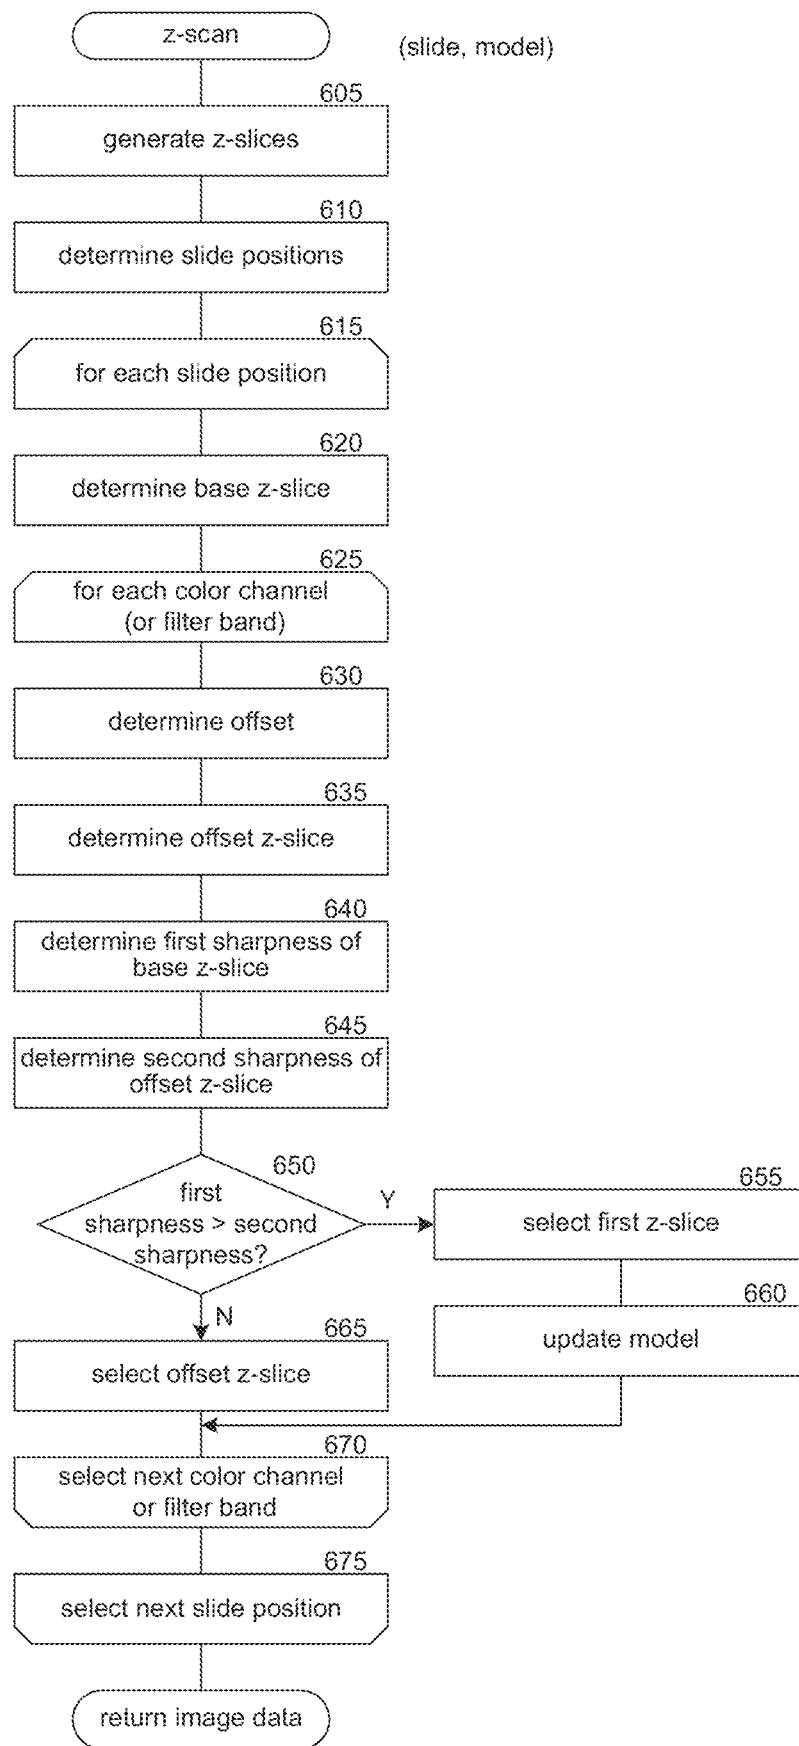 z-scan
(slide, model)
605
generate z-slices
610
determine slide positions
615
for each slide position
620
determine base z-slice
625
for each color channel
(or filter band)
630
determine offset
635
determine offset z-slice
640
determine first sharpness of
base z-slice
645
determine second sharpness of
offset z-slice
650
first
sharpness > second
sharpness?
Y
655
select first z-slice
660
update model
N
665
select offset z-slice
670
select next color channel
or filter band
675
select next slide position
return image data